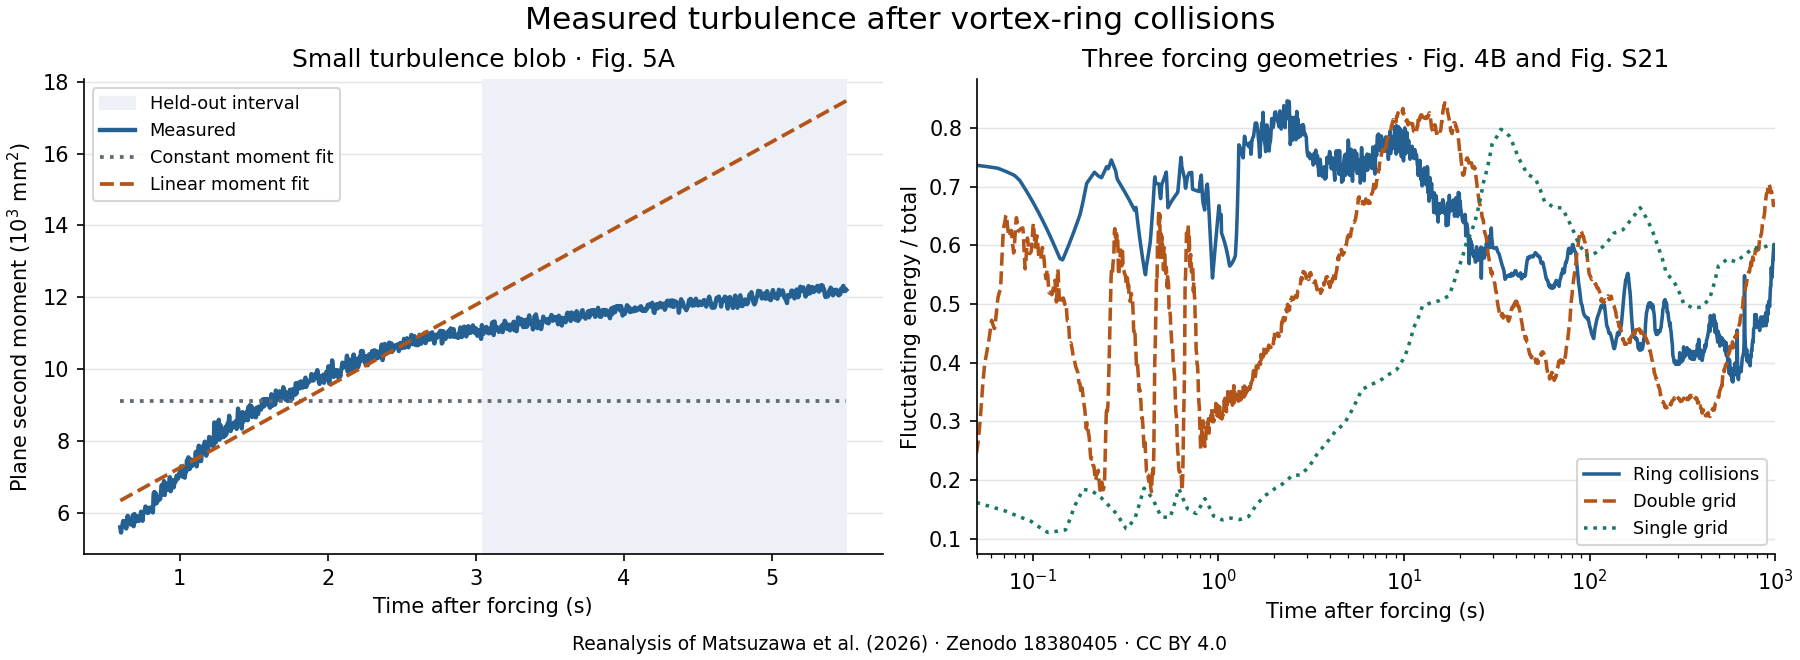 Measured turbulence after vortex-ring collisions
Small turbulence blob · Fig. 5A
Plane second moment (10³ mm²)
18
16
14
12
10
8
6
Held-out interval
Measured
Constant moment fit
Linear moment fit
1 2 3 4 5
Time after forcing (s)
Three forcing geometries · Fig. 4B and Fig. S21
Fluctuating energy / total
0.8
0.7
0.6
0.5
0.4
0.3
0.2
0.1
Ring collisions
Double grid
Single grid
10⁻¹ 10⁰ 10¹ 10² 10³
Time after forcing (s)
Reanalysis of Matsuzawa et al. (2026) · Zenodo 18380405 · CC BY 4.0